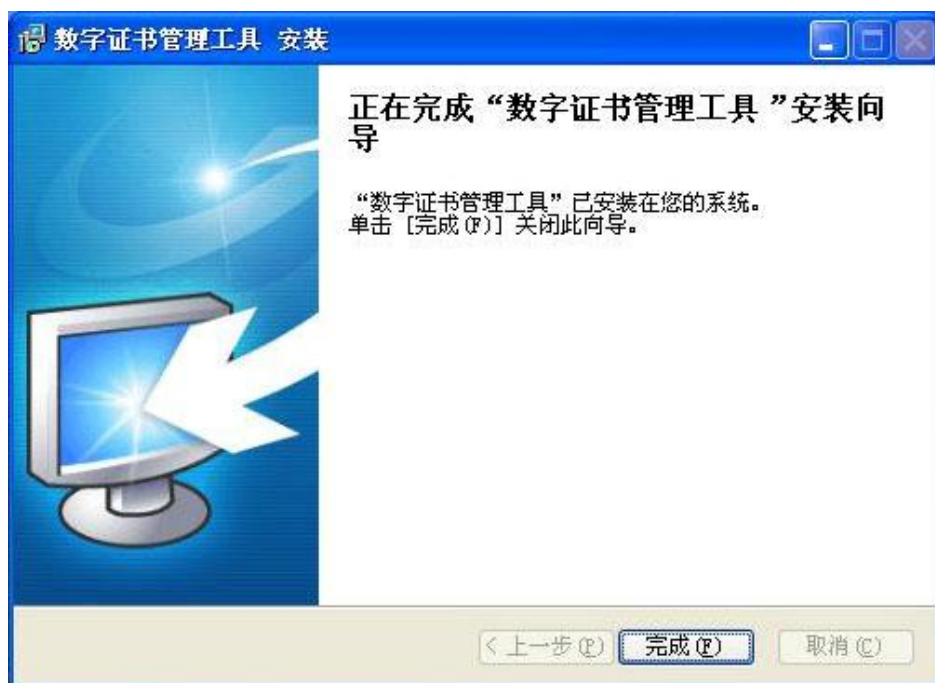 数字证书管理工具 安装
正在完成“数字证书管理工具 ”安装向
导
“数字证书管理工具”已安装在您的系统。
单击 [完成(F)] 关闭此向导。
< 上一步(P) 完成(F) 取消(C)